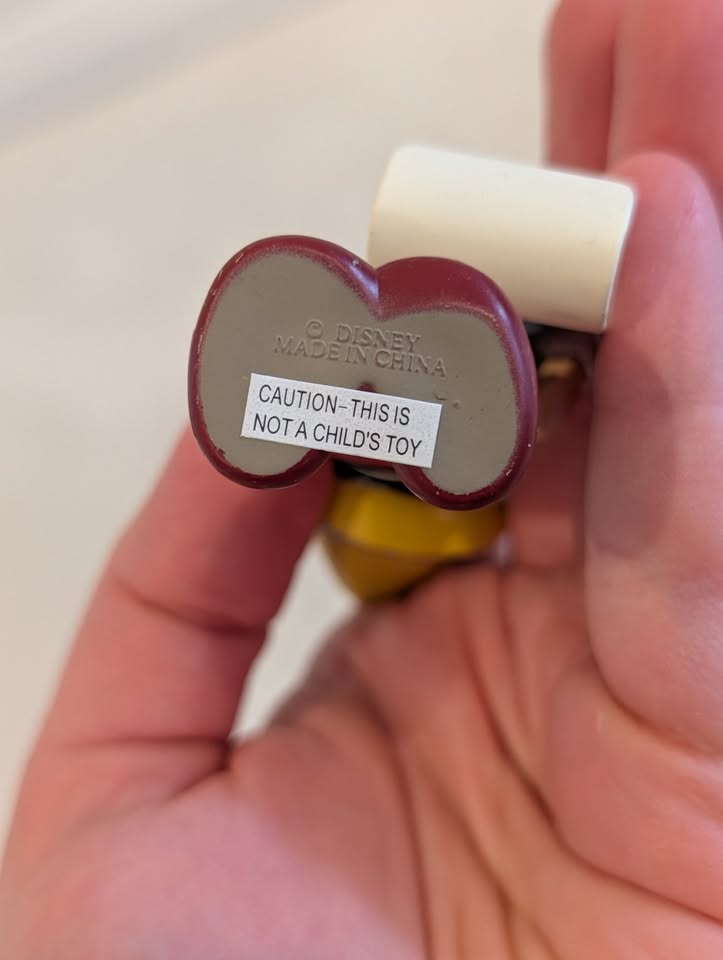 © DISNEY
MADE IN CHINA
CAUTION–THIS IS
NOT A CHILD'S TOY